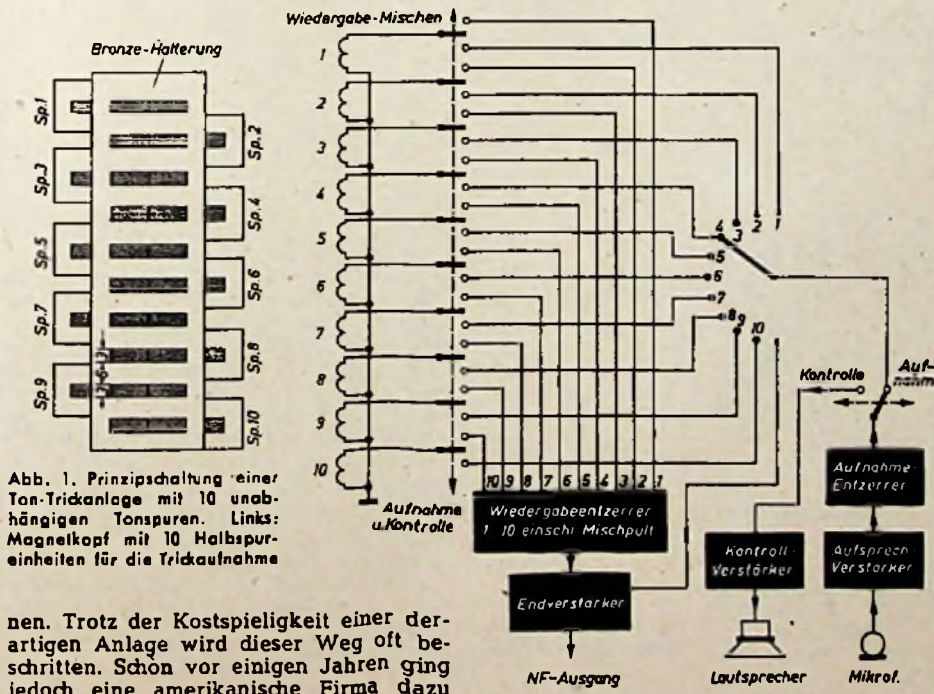 Bronze-Halterung
Sp.1
Sp.2
Sp.3
Sp.4
Sp.5
Sp.6
Sp.7
Sp.8
Sp.9
Sp.10
Wiedergabe-Mischen
1
2
3
4
5
6
7
8
9
10
Aufnahme
u.Kontrolle
1
2
3
4
5
6
7
8
9
10
Kontrolle
Auf-
nahme
10 9 8 7 6 5 4 3 2 1
Wiedergabeentzerrer
1 10 einschl Mischpult
Endverstarker
NF-Ausgang
Kontroll
Verstärker
Lautsprecher
Aufnahme-
Entzerrer
Aufsprech
Verstarker
Mikrof.
Abb. 1. Prinzipschaltung einer
Ton-Trickanlage mit 10 unab-
hängigen Tonspuren. Links:
Magnetkopf mit 10 Halbspur-
einheiten für die Trickaufnahme
nen. Trotz der Kostspieligkeit einer der-
artigen Anlage wird dieser Weg oft be-
schritten. Schon vor einigen Jahren ging
jedoch eine amerikanische Firma dazu